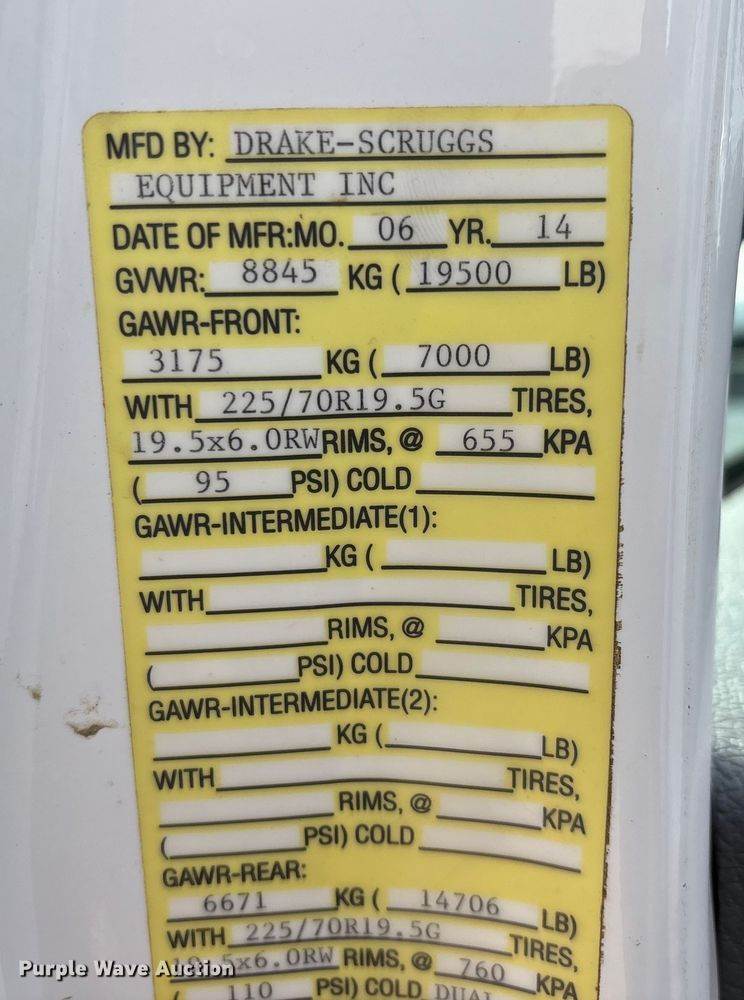 MFD BY: DRAKE-SCRUGGS
EQUIPMENT INC
DATE OF MFR:MO. 06 YR. 14
GVWR: 8845 KG ( 19500 LB)
GAWR-FRONT:
3175 KG ( 7000 LB)
WITH 225/70R19.5G TIRES,
19.5x6.0RW RIMS, @ 655 KPA
( 95 PSI) COLD
GAWR-INTERMEDIATE(1):
KG ( LB)
WITH TIRES,
RIMS, @ KPA
( PSI) COLD
GAWR-INTERMEDIATE(2):
KG ( LB)
WITH TIRES,
RIMS, @ KPA
( PSI) COLD
GAWR-REAR:
6671 KG ( 14706 LB)
WITH 225/70R19.5G TIRES,
19.5x6.0RW RIMS, @ 760 KPA
( 110 PSI) COLD DUAL
Purple Wave Auction